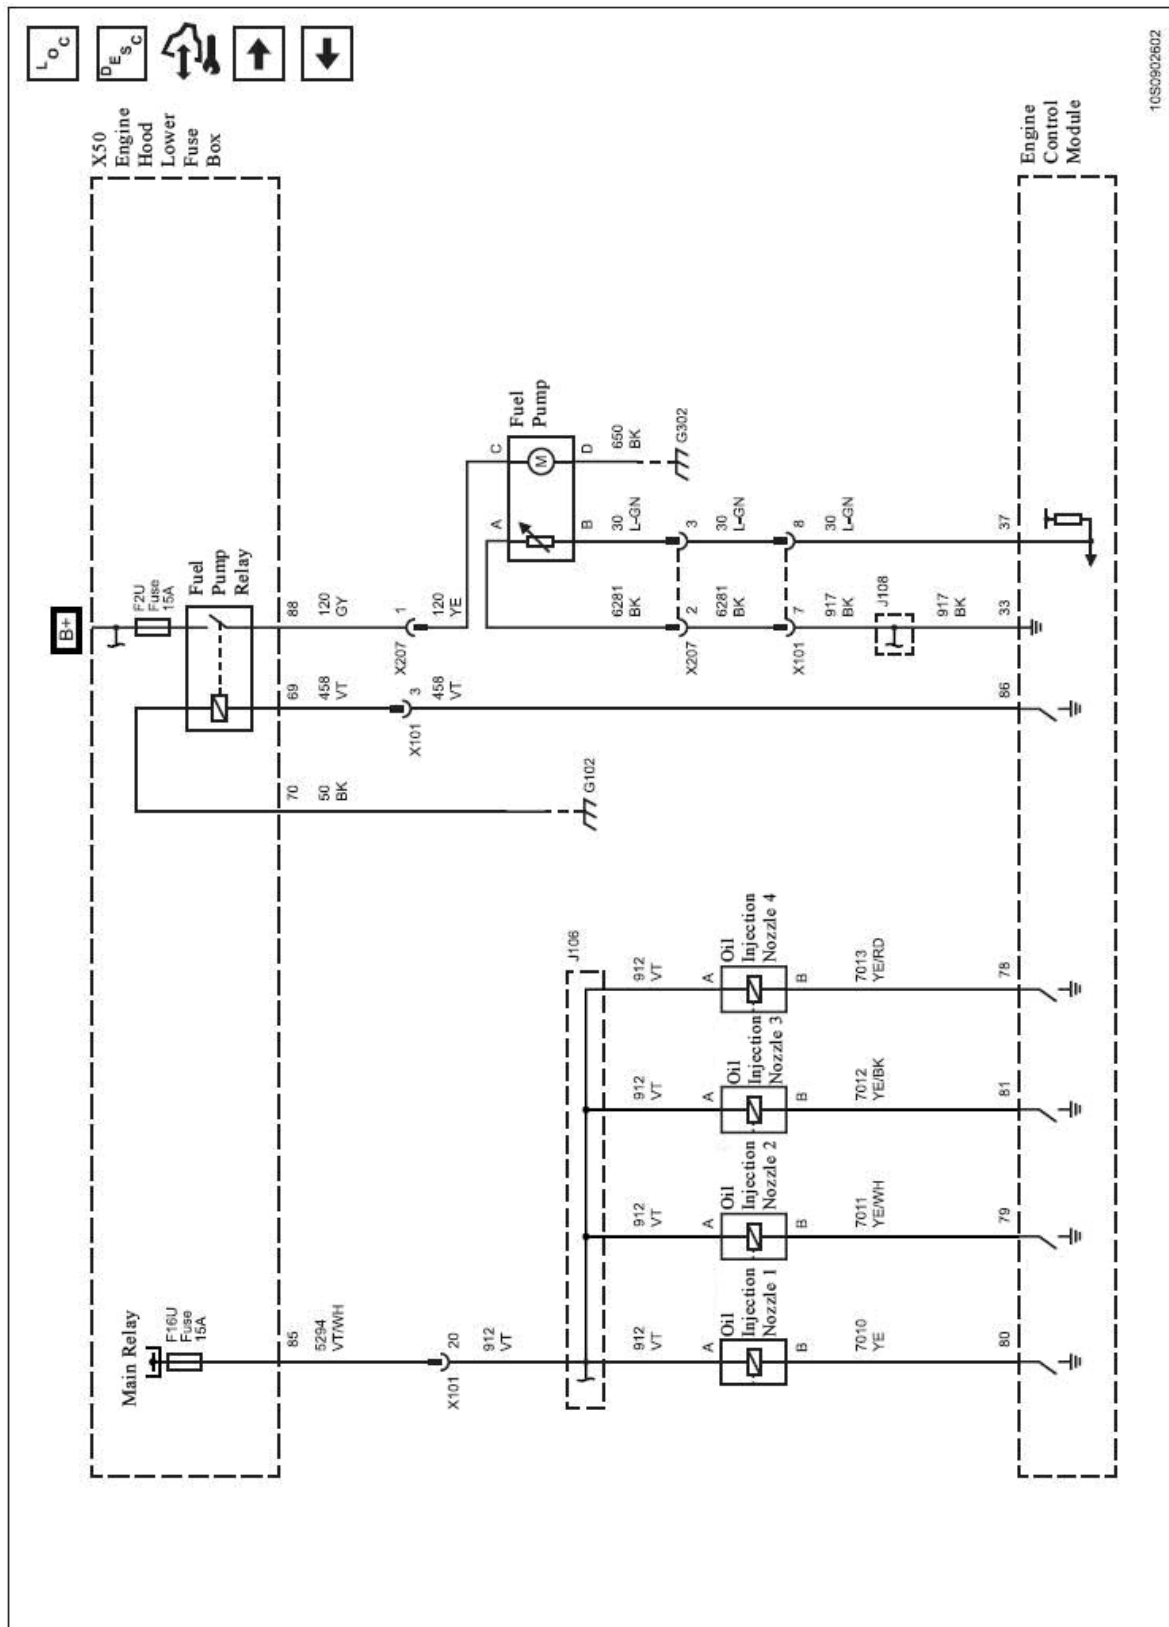 LOC
DESC
X50
Engine
Hood
Lower
Fuse
Box
B+
F2U
Fuse
15A
Fuel
Pump
Relay
Main Relay
F16U
Fuse
15A
85
5294
VT/WH
70
50
BK
69
458
VT
88
120
GY
X101
20
912
VT
X101
3
458
VT
X207
1
120
YE
G102
C
A
Fuel
Pump
D
B
650
BK
G302
30
L-GN
6281
BK
X207
2
3
6281
BK
30
L-GN
X101
7
8
917
BK
30
L-GN
J108
917
BK
J106
912
VT
912
VT
912
VT
912
VT
A
A
A
A
Oil
Injection
Nozzle 1
Oil
Injection
Nozzle 2
Oil
Injection
Nozzle 3
Oil
Injection
Nozzle 4
B
B
B
B
7010
YE
7011
YE/WH
7012
YE/BK
7013
YE/RD
80
79
81
78
86
33
37
M
Engine
Control
Module
10S0902602